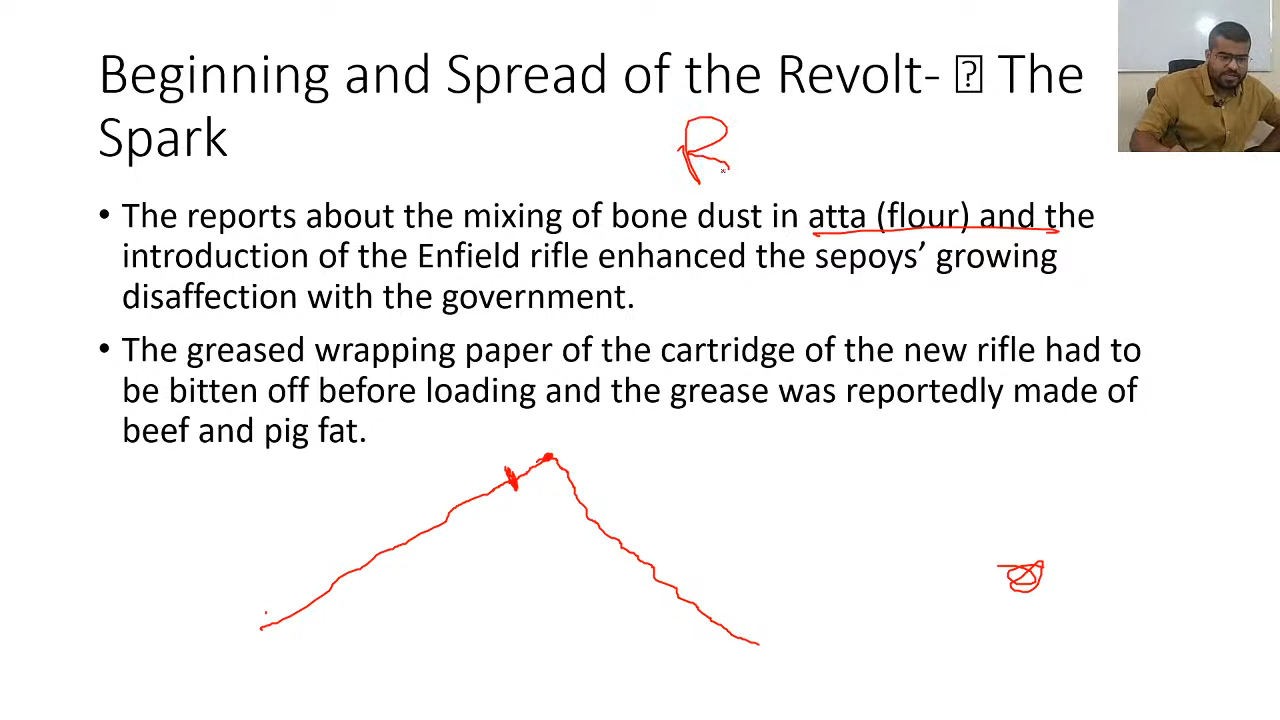 Beginning and Spread of the Revolt- ⍰ The
Spark
R
• The reports about the mixing of bone dust in atta (flour) and the
introduction of the Enfield rifle enhanced the sepoys’ growing
disaffection with the government.
• The greased wrapping paper of the cartridge of the new rifle had to
be bitten off before loading and the grease was reportedly made of
beef and pig fat.